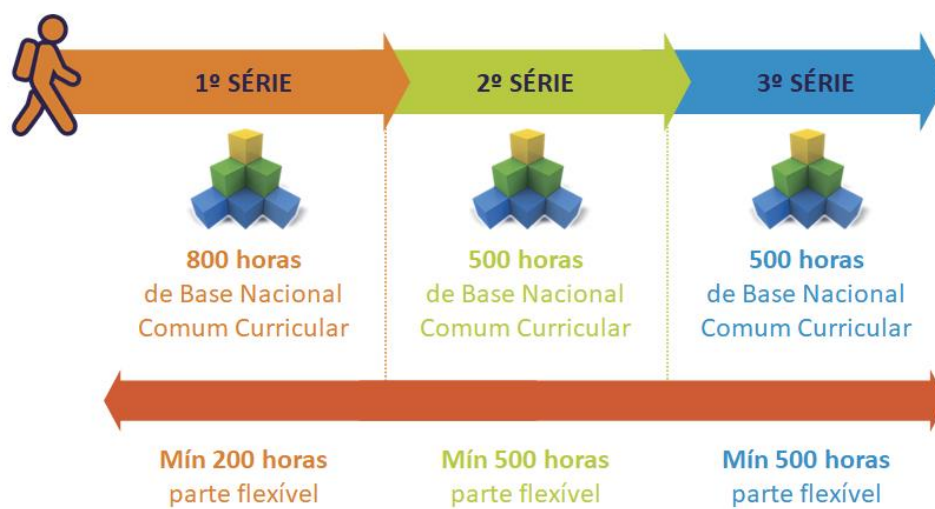 1º SÉRIE
2º SÉRIE
3º SÉRIE
800 horas
de Base Nacional
Comum Curricular
500 horas
de Base Nacional
Comum Curricular
500 horas
de Base Nacional
Comum Curricular
Mín 200 horas
parte flexível
Mín 500 horas
parte flexível
Mín 500 horas
parte flexível